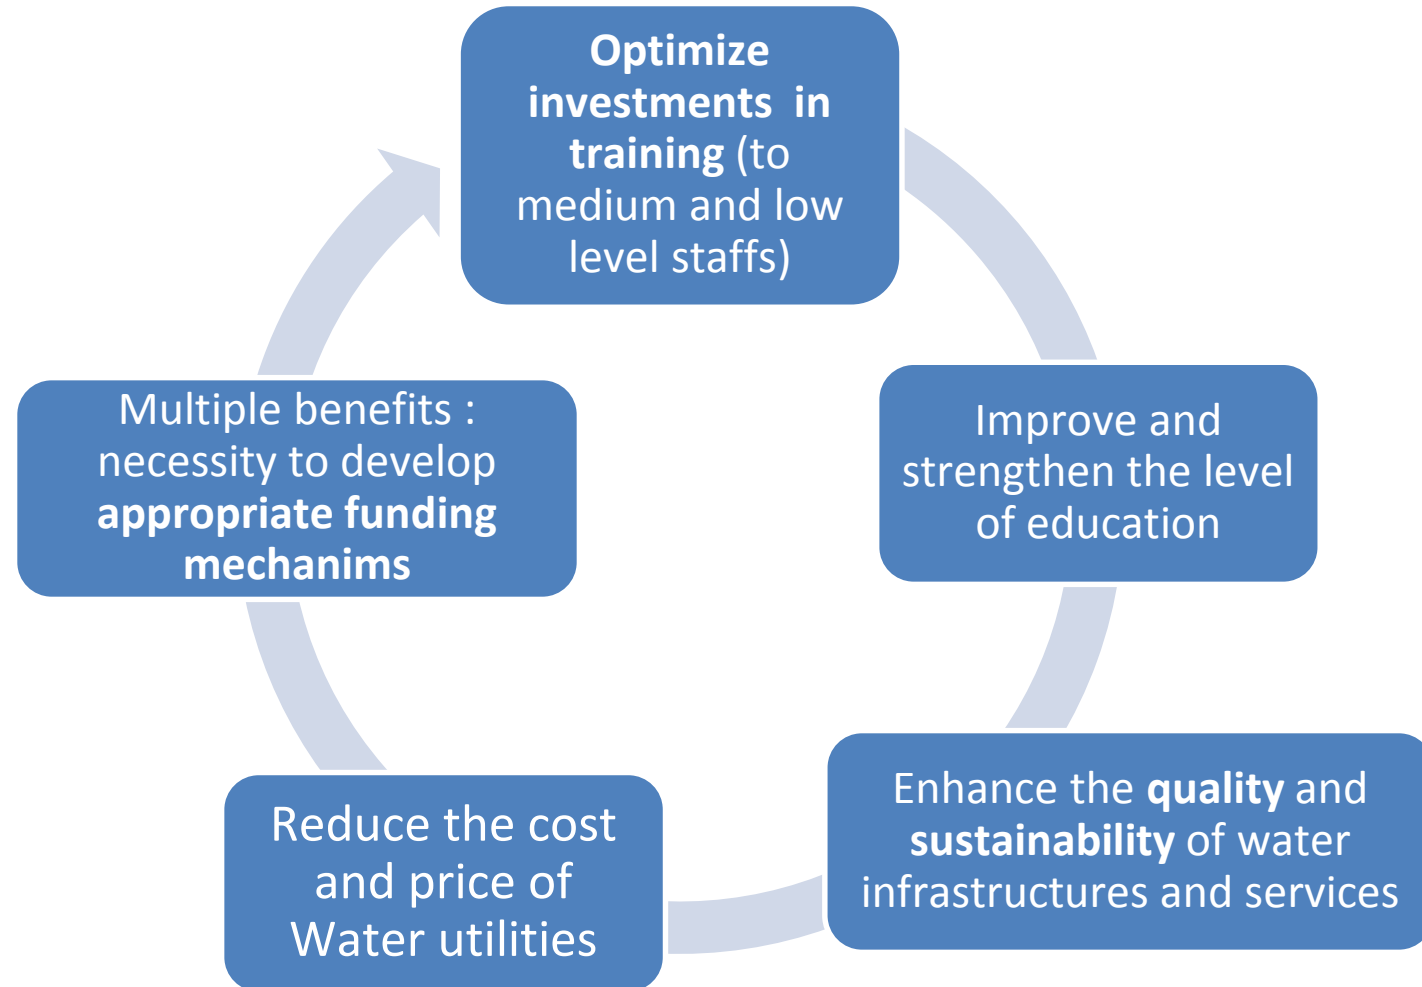 Optimize
investments  in
training (to
medium and low
level staffs)
Improve and
strengthen the level
of education
Enhance the quality and
sustainability of water
infrastructures and services
Reduce the cost
and price of
Water utilities
Multiple benefits :
necessity to develop
appropriate funding
mechanims